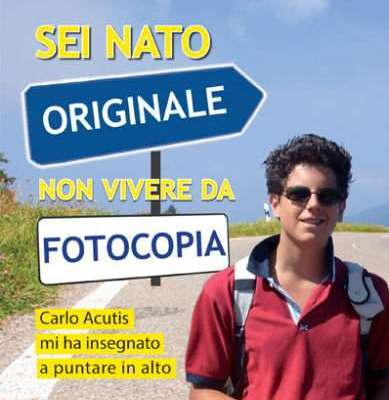 SEI NATO
ORIGINALE
NON VIVERE DA
FOTOCOPIA
Carlo Acutis
mi ha insegnato
a puntare in alto